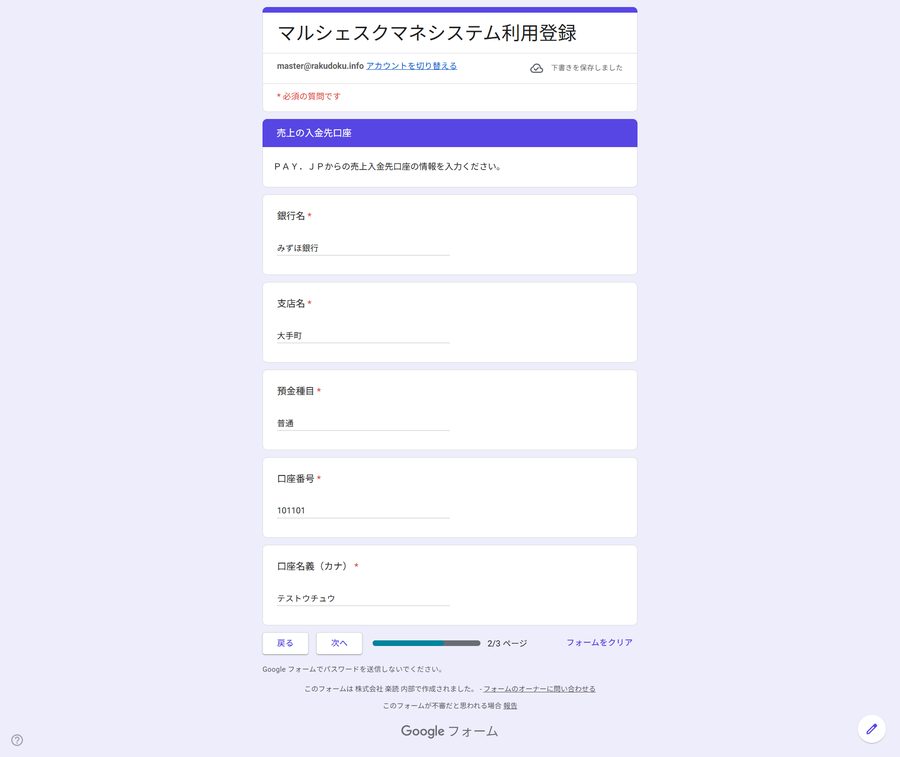 マルシェスクマネシステム利用登録
master@rakudoku.info アカウントを切り替える
下書きを保存しました
* 必須の質問です
売上の入金先口座
ＰＡＹ．ＪＰからの売上入金先口座の情報を入力ください。
銀行名 *
みずほ銀行
支店名 *
大手町
預金種目 *
普通
口座番号 *
101101
口座名義（カナ） *
テストウチュウ
戻る 次へ 2/3 ページ フォームをクリア
Google フォームでパスワードを送信しないでください。
このフォームは 株式会社 楽読 内部で作成されました。 - フォームのオーナーに問い合わせる
このフォームが不審だと思われる場合 報告
Google フォーム